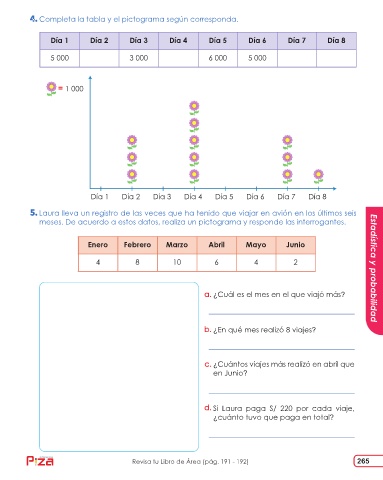 4. Completa la tabla y el pictograma según corresponda.
Día 1 Día 2 Día 3 Día 4 Día 5 Día 6 Día 7 Día 8
5 000 3 000 6 000 5 000
= 1 000
Día 1 Día 2 Día 3 Día 4 Día 5 Día 6 Día 7 Día 8
5. Laura lleva un registro de las veces que ha tenido que viajar en avión en los últimos seis
meses. De acuerdo a estos datos, realiza un pictograma y responde las interrogantes.
Enero Febrero Marzo Abril Mayo Junio
4 8 10 6 4 2
a. ¿Cuál es el mes en el que viajó más?
b. ¿En qué mes realizó 8 viajes?
c. ¿Cuántos viajes más realizó en abril que
en Junio?
d. Si Laura paga S/ 220 por cada viaje,
¿cuánto tuvo que paga en total?
Estadística y probabilidad
Piza
Revisa tu Libro de Área (pág. 191 - 192)
265